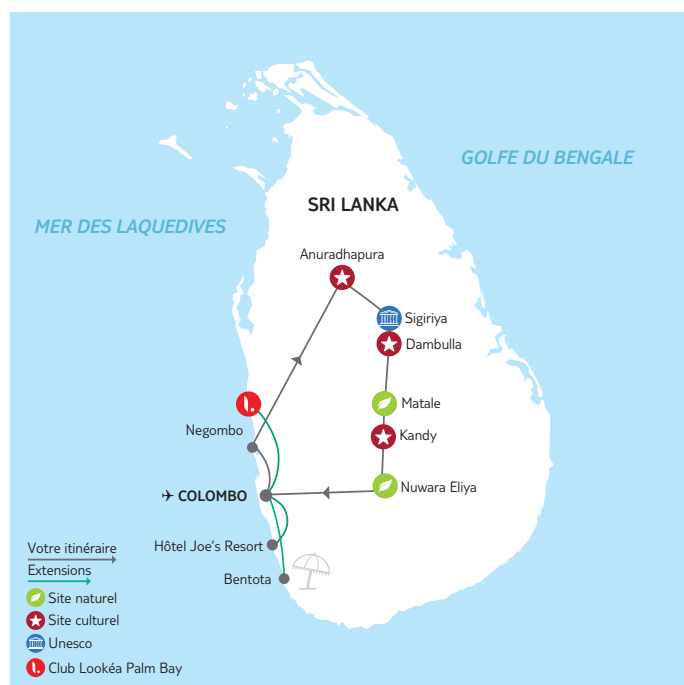 GOLFE DU BENGALE
SRI LANKA
MER DES LAQUEDIVES
Anuradhapura
Sigiriya
Dambulla
Matale
Negombo
Kandy
Nuwara Eliya
COLOMBO
Hôtel Joe's Resort
Bentota
Votre itinéraire
Extensions
Site naturel
Site culturel
Unesco
Club Lookéa Palm Bay